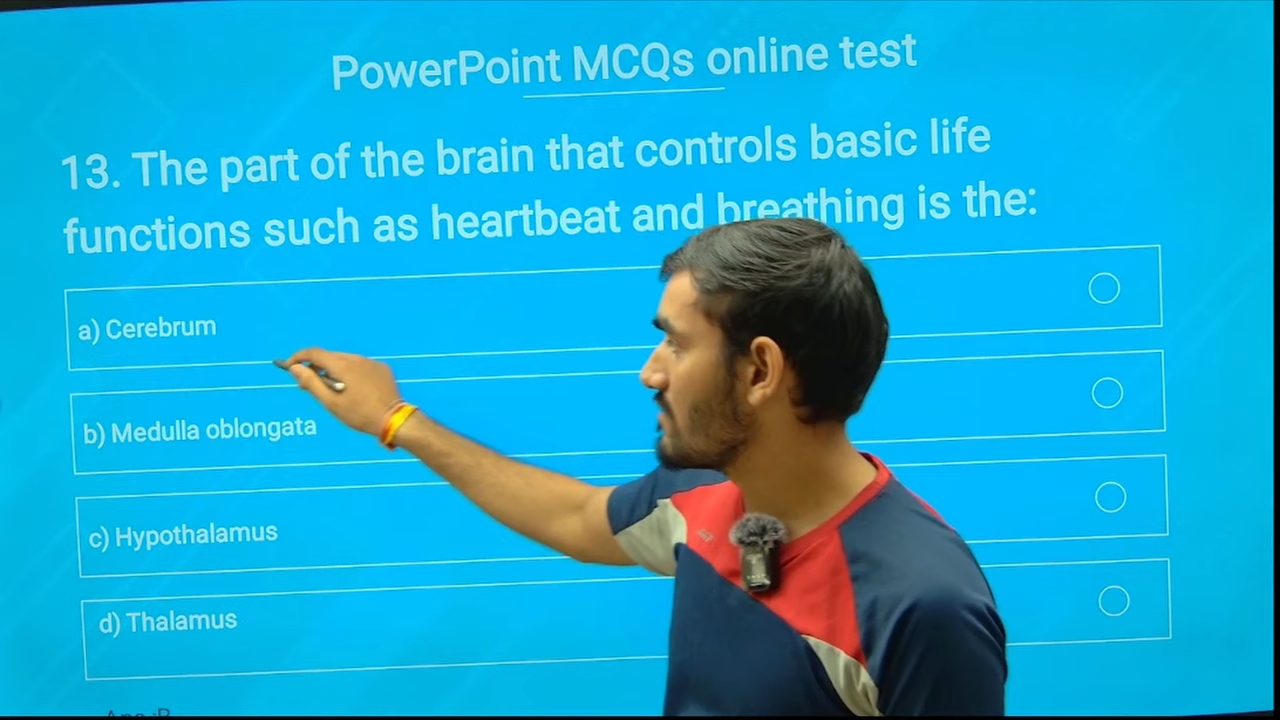 PowerPoint MCQs online test
13. The part of the brain that controls basic life
functions such as heartbeat and breathing is the:
a) Cerebrum
b) Medulla oblongata
c) Hypothalamus
d) Thalamus